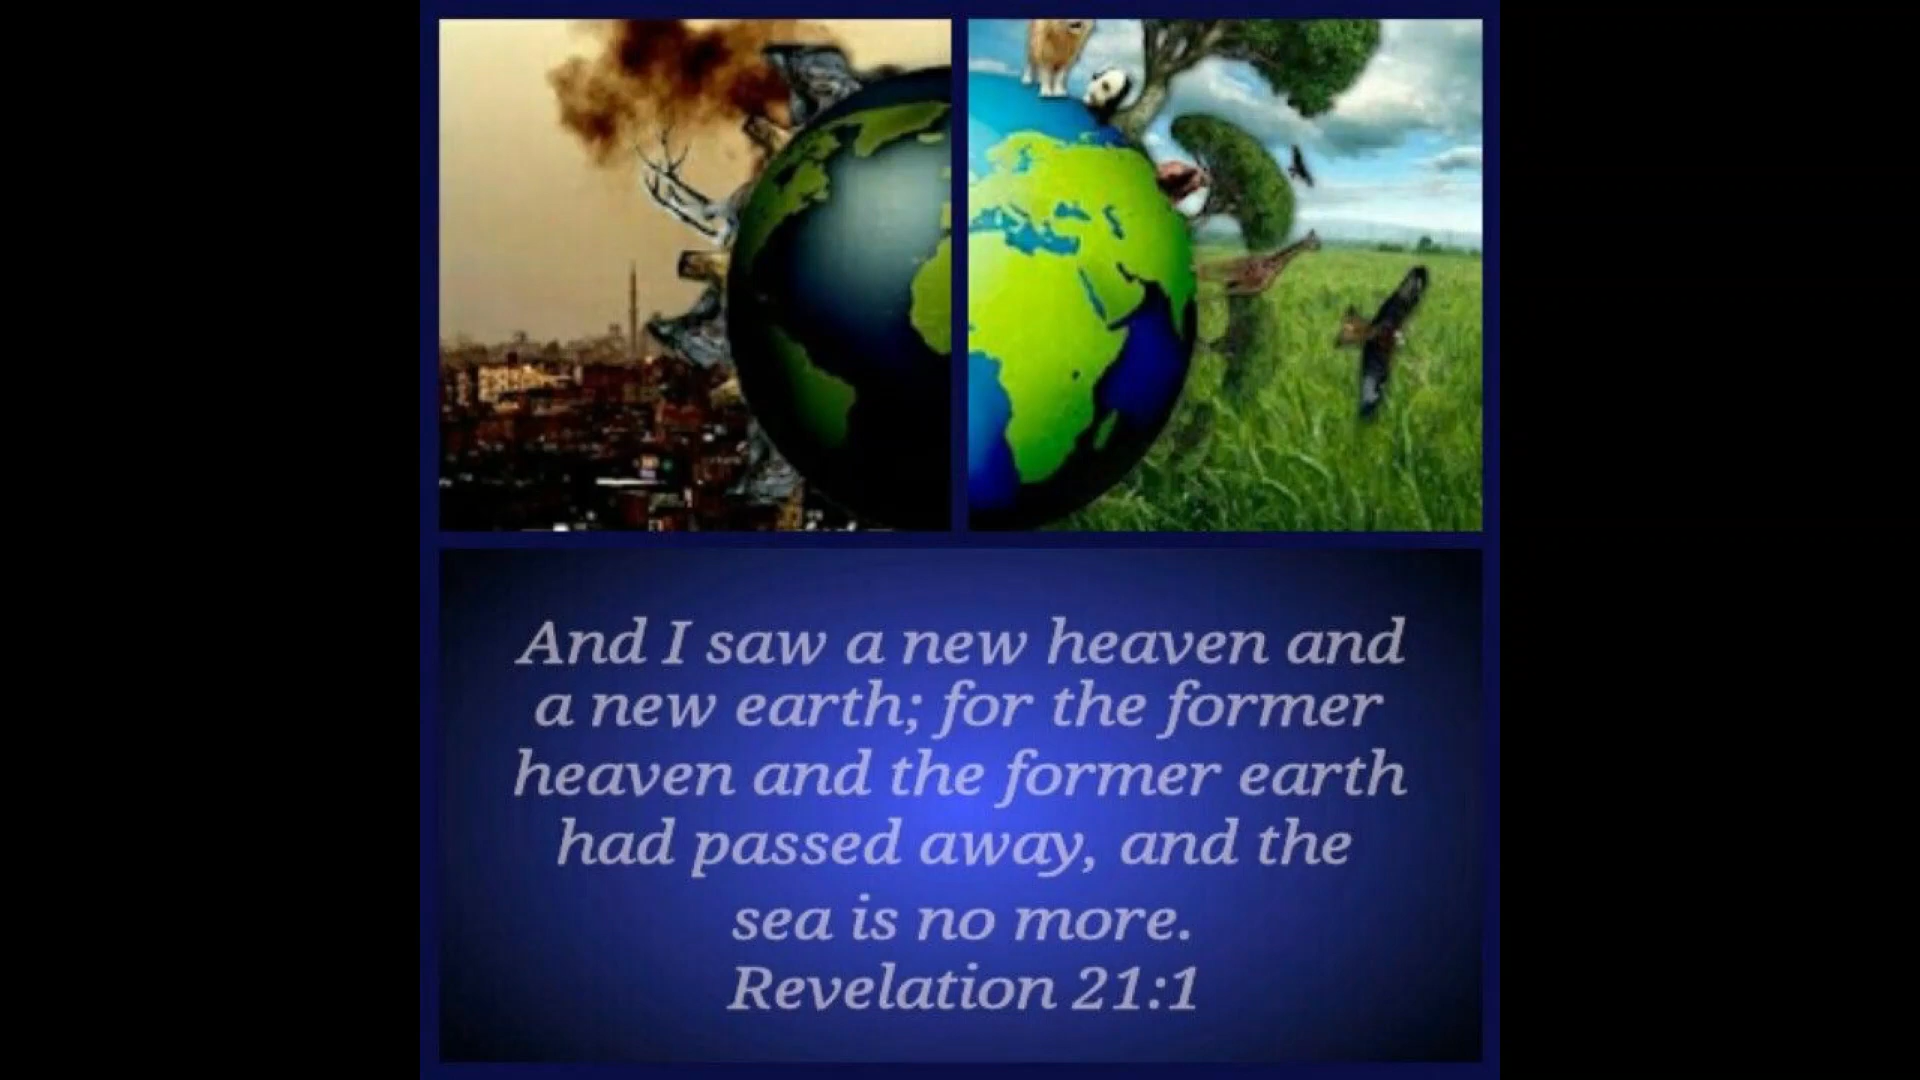 And I saw a new heaven and
a new earth; for the former
heaven and the former earth
had passed away, and the
sea is no more.
Revelation 21:1